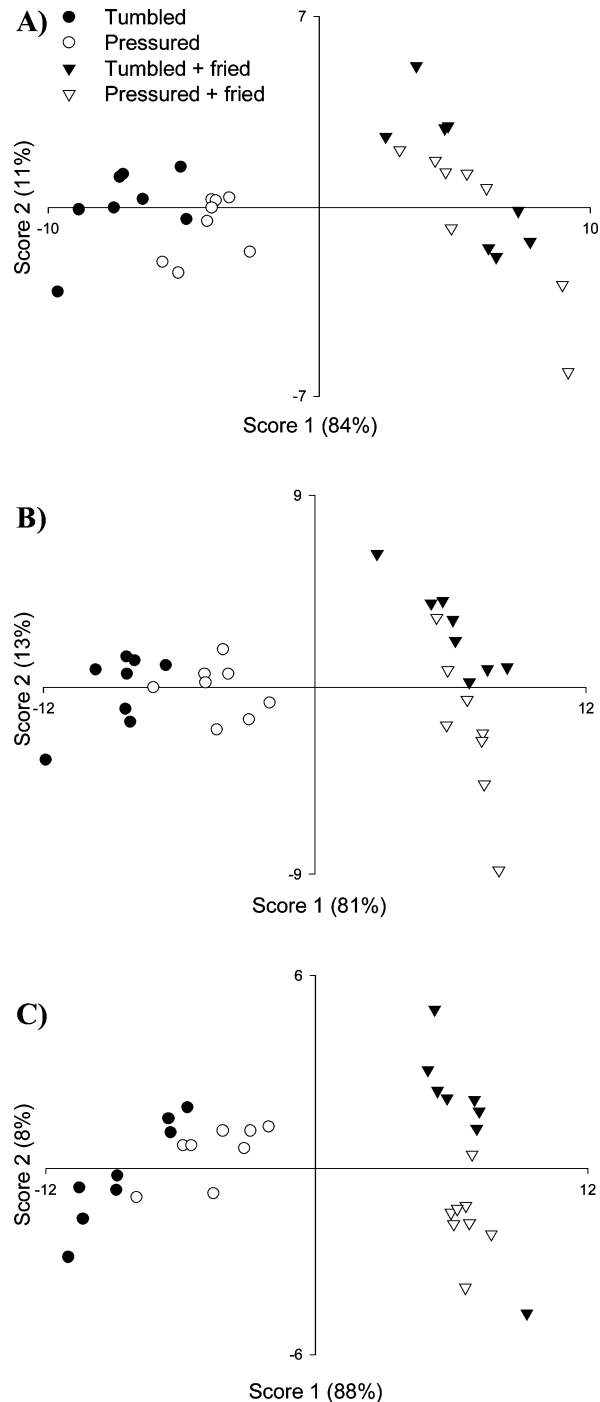 A)
Tumbled
Pressured
Tumbled + fried
Pressured + fried
7
Score 2 (11%)
-10
10
-7
Score 1 (84%)
B)
9
Score 2 (13%)
-12
12
-9
Score 1 (81%)
C)
6
Score 2 (8%)
-12
12
-6
Score 1 (88%)